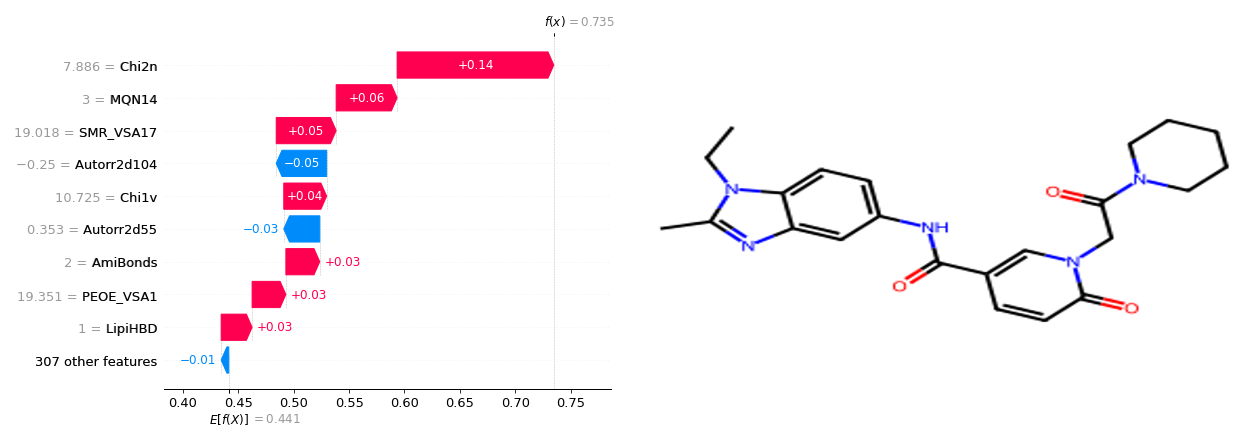 f(x) = 0.735
7.886 = Chi2n
+0.14
3 = MQN14
+0.06
19.018 = SMR_VSA17
+0.05
−0.25 = Autorr2d104
−0.05
10.725 = Chi1v
+0.04
0.353 = Autorr2d55
−0.03
2 = AmiBonds
+0.03
19.351 = PEOE_VSA1
+0.03
1 = LipiHBD
+0.03
307 other features
−0.01
0.40 0.45 0.50 0.55 0.60 0.65 0.70 0.75
E[f(X)] = 0.441
N
N
NH
O
O
N
N
O